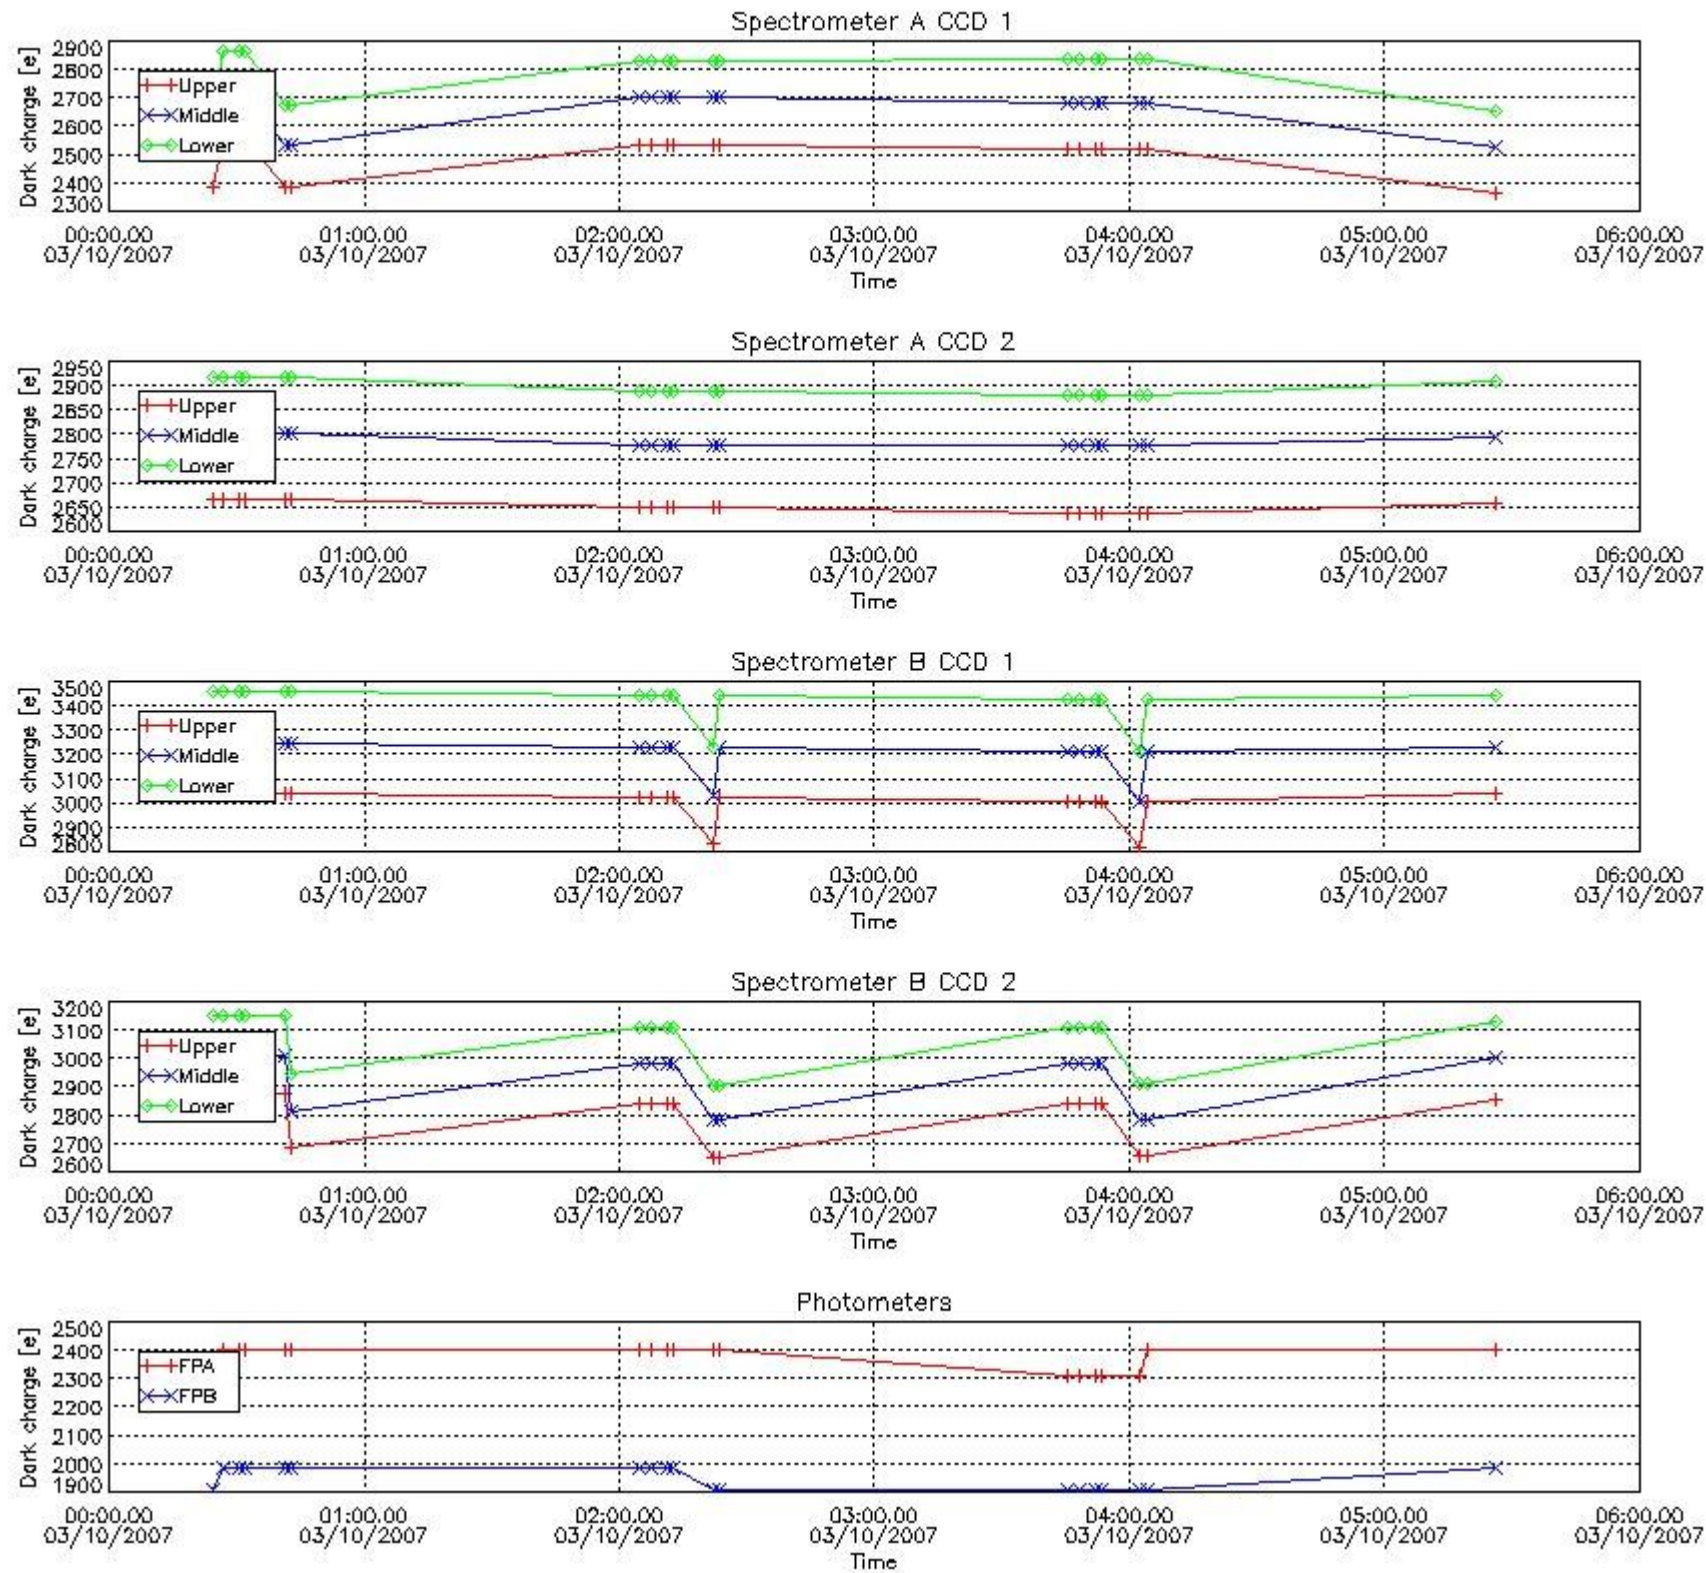 Spectrometer A CCD 1
Dark charge [e]
2900
2800
2700
2600
2500
2400
2300
Upper
Middle
Lower
00:00.00 01:00.00 02:00.00 03:00.00 04:00.00 05:00.00 06:00.00
03/10/2007 03/10/2007 03/10/2007 03/10/2007 03/10/2007 03/10/2007 03/10/2007
Time
Spectrometer A CCD 2
Dark charge [e]
2950
2900
2850
2800
2750
2700
2650
2600
Upper
Middle
Lower
00:00.00 01:00.00 02:00.00 03:00.00 04:00.00 05:00.00 06:00.00
03/10/2007 03/10/2007 03/10/2007 03/10/2007 03/10/2007 03/10/2007 03/10/2007
Time
Spectrometer B CCD 1
Dark charge [e]
3500
3400
3300
3200
3100
3000
2900
2800
Upper
Middle
Lower
00:00.00 01:00.00 02:00.00 03:00.00 04:00.00 05:00.00 06:00.00
03/10/2007 03/10/2007 03/10/2007 03/10/2007 03/10/2007 03/10/2007 03/10/2007
Time
Spectrometer B CCD 2
Dark charge [e]
3200
3100
3000
2900
2800
2700
2600
Upper
Middle
Lower
00:00.00 01:00.00 02:00.00 03:00.00 04:00.00 05:00.00 06:00.00
03/10/2007 03/10/2007 03/10/2007 03/10/2007 03/10/2007 03/10/2007 03/10/2007
Time
Photometers
Dark charge [e]
2500
2400
2300
2200
2100
2000
1900
FPA
FPB
00:00.00 01:00.00 02:00.00 03:00.00 04:00.00 05:00.00 06:00.00
03/10/2007 03/10/2007 03/10/2007 03/10/2007 03/10/2007 03/10/2007 03/10/2007
Time